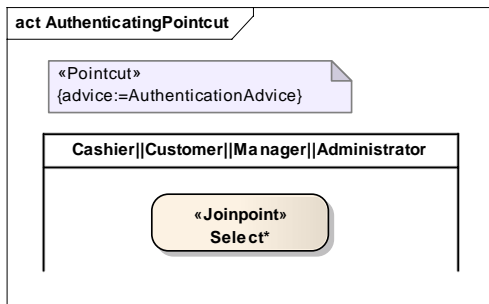 act AuthenticatingPointcut
«Pointcut»
{advice:=AuthenticationAdvice}
Cashier||Customer||Manager||Administrator
«Joinpoint»
Select*